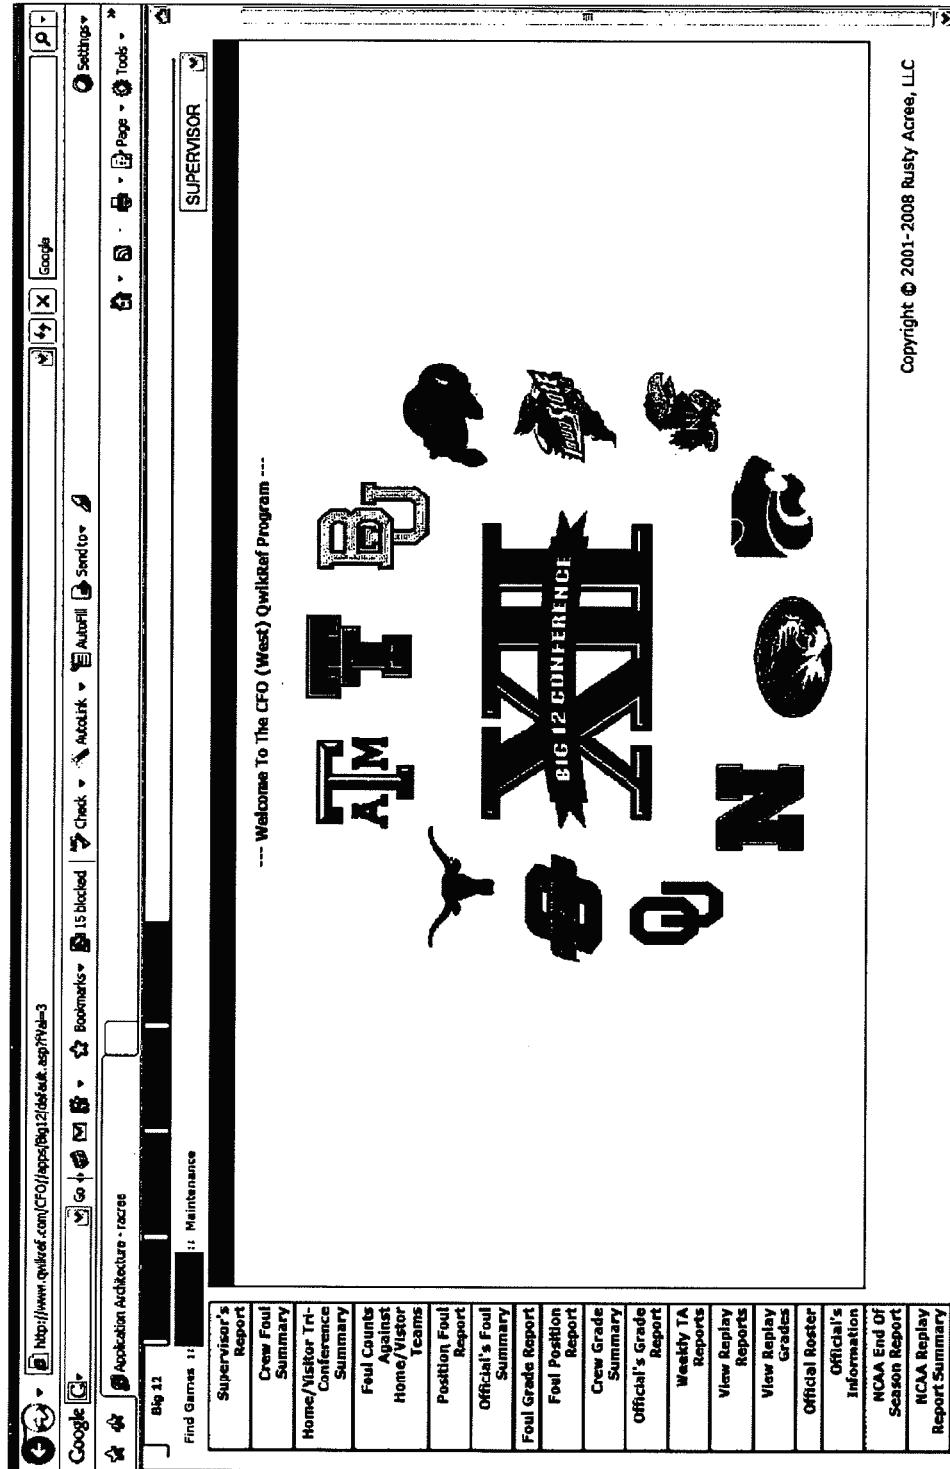 http://www.qwikref.com/CFO//apps/Big12/default.asp?fVal=3
Google
Google
Go
Bookmarks
15 blocked
Check
AutoLink
AutoFill
Send to
Settings
Application Architecture - racree
Page
Tools
Big 12
Find Games ::
:: Maintenance
SUPERVISOR
Supervisor's
Report
Crew Foul
Summary
Home/Visitor Tri-
Conference
Summary
Foul Counts
Against
Home/Vistor
Teams
Position Foul
Report
Official's Foul
Summary
Foul Grade Report
Foul Position
Report
Crew Grade
Summary
Official's Grade
Report
Weekly TA
Reports
View Replay
Reports
View Replay
Grades
Official Roster
Official's
Information
NCAA End Of
Season Report
NCAA Replay
Report Summary
--- Welcome To The CFO (West) QwikRef Program ---
A T M
T
BU
XII
BIG 12 CONFERENCE
OU
N
Copyright © 2001-2008 Rusty Acree, LLC